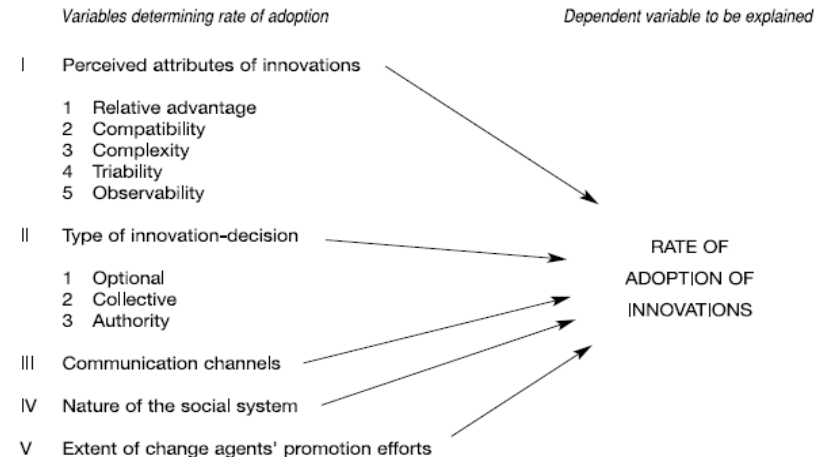 Variables determining rate of adoption
Dependent variable to be explained
I Perceived attributes of innovations
1 Relative advantage
2 Compatibility
3 Complexity
4 Triability
5 Observability
II Type of innovation-decision
1 Optional
2 Collective
3 Authority
III Communication channels
IV Nature of the social system
V Extent of change agents' promotion efforts
RATE OF
ADOPTION OF
INNOVATIONS